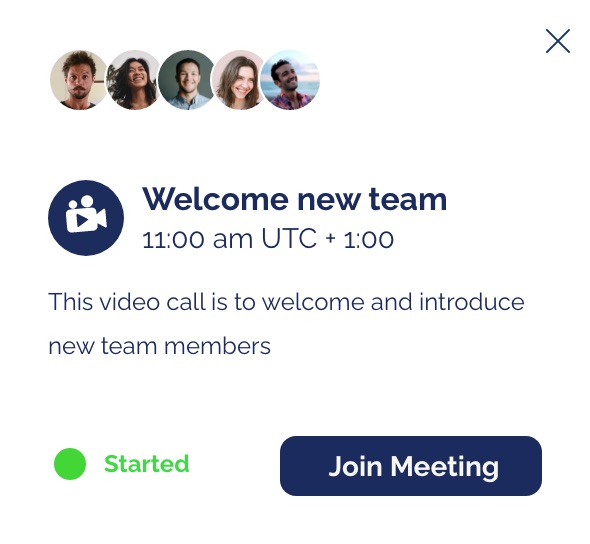 Welcome new team
11:00 am UTC + 1:00
This video call is to welcome and introduce
new team members
Started
Join Meeting